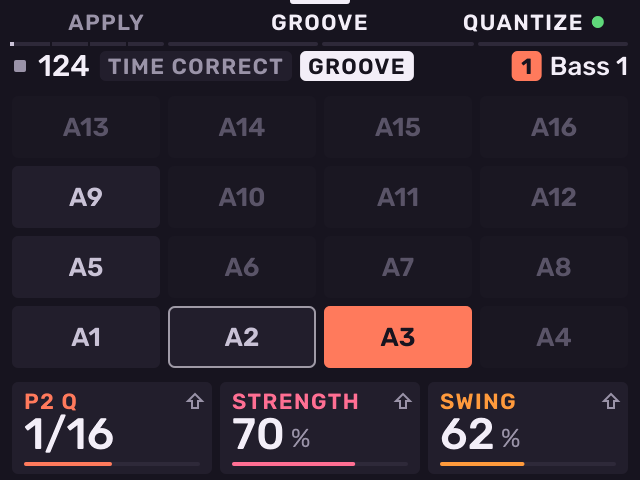 APPLY GROOVE QUANTIZE
124 TIME CORRECT GROOVE 1 Bass 1
A13 A14 A15 A16
A9 A10 A11 A12
A5 A6 A7 A8
A1 A2 A3 A4
P2 Q STRENGTH SWING
1/16 70 % 62 %